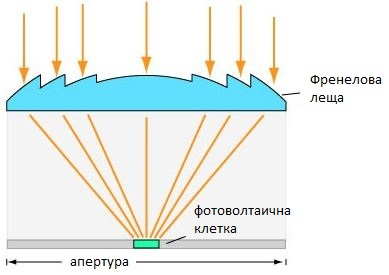 Френелова
леща
фотоволтаична
клетка
апертура